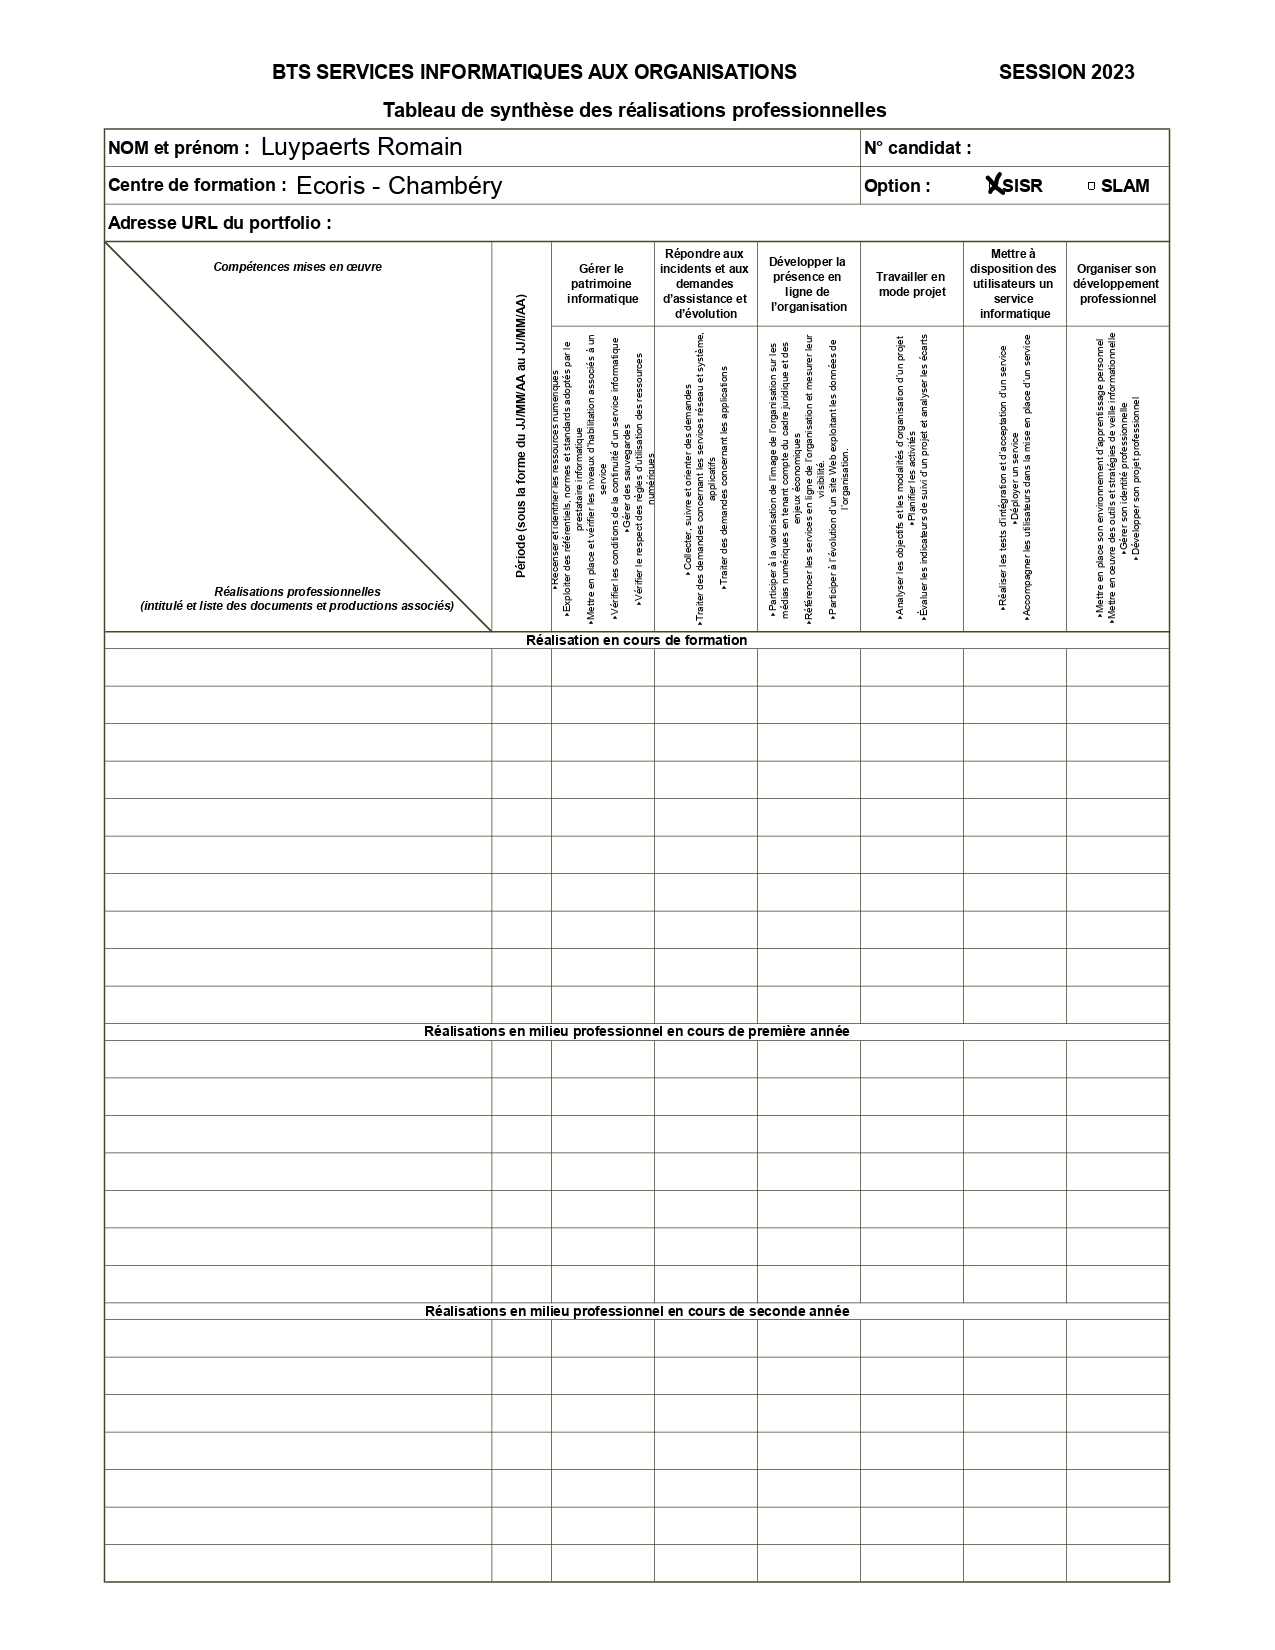 BTS SERVICES INFORMATIQUES AUX ORGANISATIONS SESSION 2023
Tableau de synthèse des réalisations professionnelles
NOM et prénom : Luypaerts Romain N° candidat :
Centre de formation : Ecoris - Chambéry Option : SISR SLAM
Adresse URL du portfolio :
Compétences mises en œuvre
Réalisations professionnelles
(intitulé et liste des documents et productions associés)
Période (sous la forme du JJ/MM/AA au JJ/MM/AA)
Gérer le
patrimoine
informatique
Répondre aux
incidents et aux
demandes
d'assistance et
d'évolution
Développer la
présence en
ligne de
l'organisation
Travailler en
mode projet
Mettre à
disposition des
utilisateurs un
service
informatique
Organiser son
développement
professionnel
‣Recenser et identifier les ressources numériques
‣Exploiter des référentiels, normes et standards adoptés par le
prestataire informatique
‣Mettre en place et vérifier les niveaux d'habilitation associés à un
service
‣Vérifier les conditions de la continuité d'un service informatique
‣Gérer des sauvegardes
‣Vérifier le respect des règles d'utilisation des ressources
numériques
‣Collecter, suivre et orienter des demandes
‣Traiter des demandes concernant les services réseau et système,
applicatifs
‣Traiter des demandes concernant les applications
‣Participer à la valorisation de l'image de l'organisation sur les
médias numériques en tenant compte du cadre juridique et des
enjeux économiques
‣Référencer les services en ligne de l'organisation et mesurer leur
visibilité.
‣Participer à l'évolution d'un site Web exploitant les données de
l'organisation.
‣Analyser les objectifs et les modalités d'organisation d'un projet
‣Planifier les activités
‣Évaluer les indicateurs de suivi d'un projet et analyser les écarts
‣Réaliser les tests d'intégration et d'acceptation d'un service
‣Déployer un service
‣Accompagner les utilisateurs dans la mise en place d'un service
‣Mettre en place son environnement d'apprentissage personnel
‣Mettre en œuvre des outils et stratégies de veille informationnelle
‣Gérer son identité professionnelle
‣Développer son projet professionnel
Réalisation en cours de formation
Réalisations en milieu professionnel en cours de première année
Réalisations en milieu professionnel en cours de seconde année